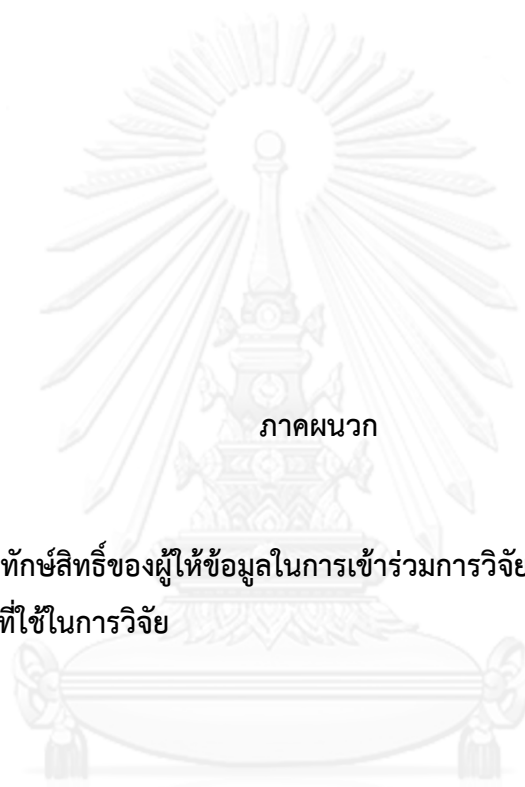 ภาคผนวก
ทักษ์สิทธิ์ของผู้ให้ข้อมูลในการเข้าร่วมการวิจัย
ที่ใช้ในการวิจัย